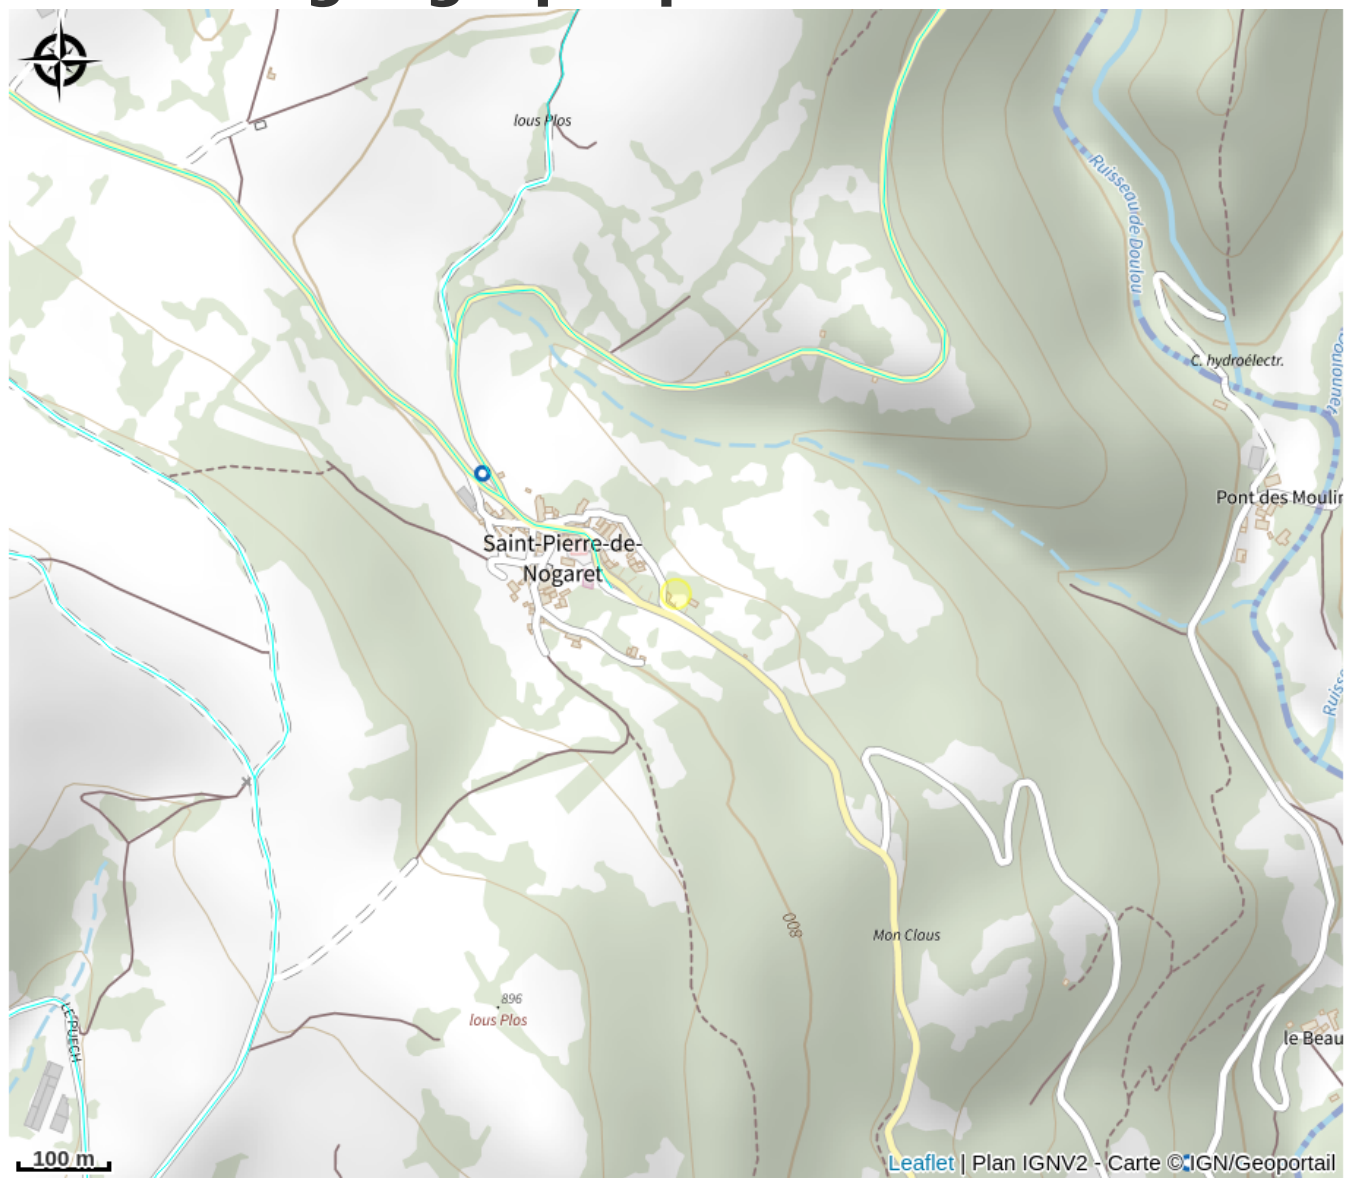 lous Plos
Ruisseau de Doulou
C. hydroélectr.
Pont des Moulin
Saint-Pierre-de-
Nogaret
800
Mon Claus
896
lous Plos
LE PUECH
le Beau
100 m
Leaflet | Plan IGNV2 - Carte © IGN/Geoportail